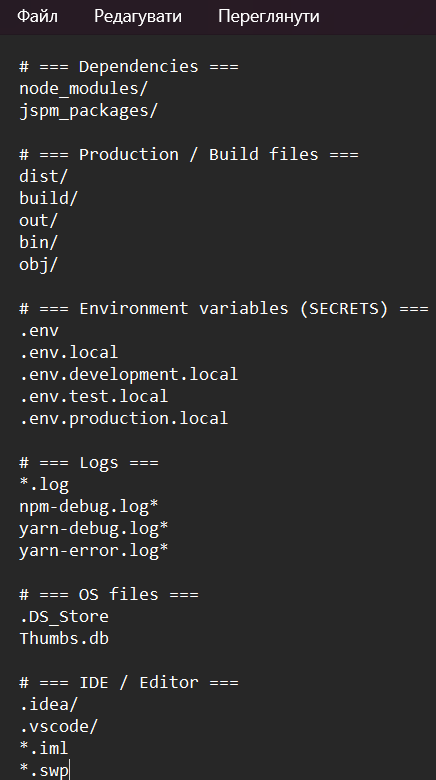 Файл Редагувати Переглянути
# === Dependencies ===
node_modules/
jspm_packages/
# === Production / Build files ===
dist/
build/
out/
bin/
obj/
# === Environment variables (SECRETS) ===
.env
.env.local
.env.development.local
.env.test.local
.env.production.local
# === Logs ===
*.log
npm-debug.log*
yarn-debug.log*
yarn-error.log*
# === OS files ===
.DS_Store
Thumbs.db
# === IDE / Editor ===
.idea/
.vscode/
*.iml
*.swp